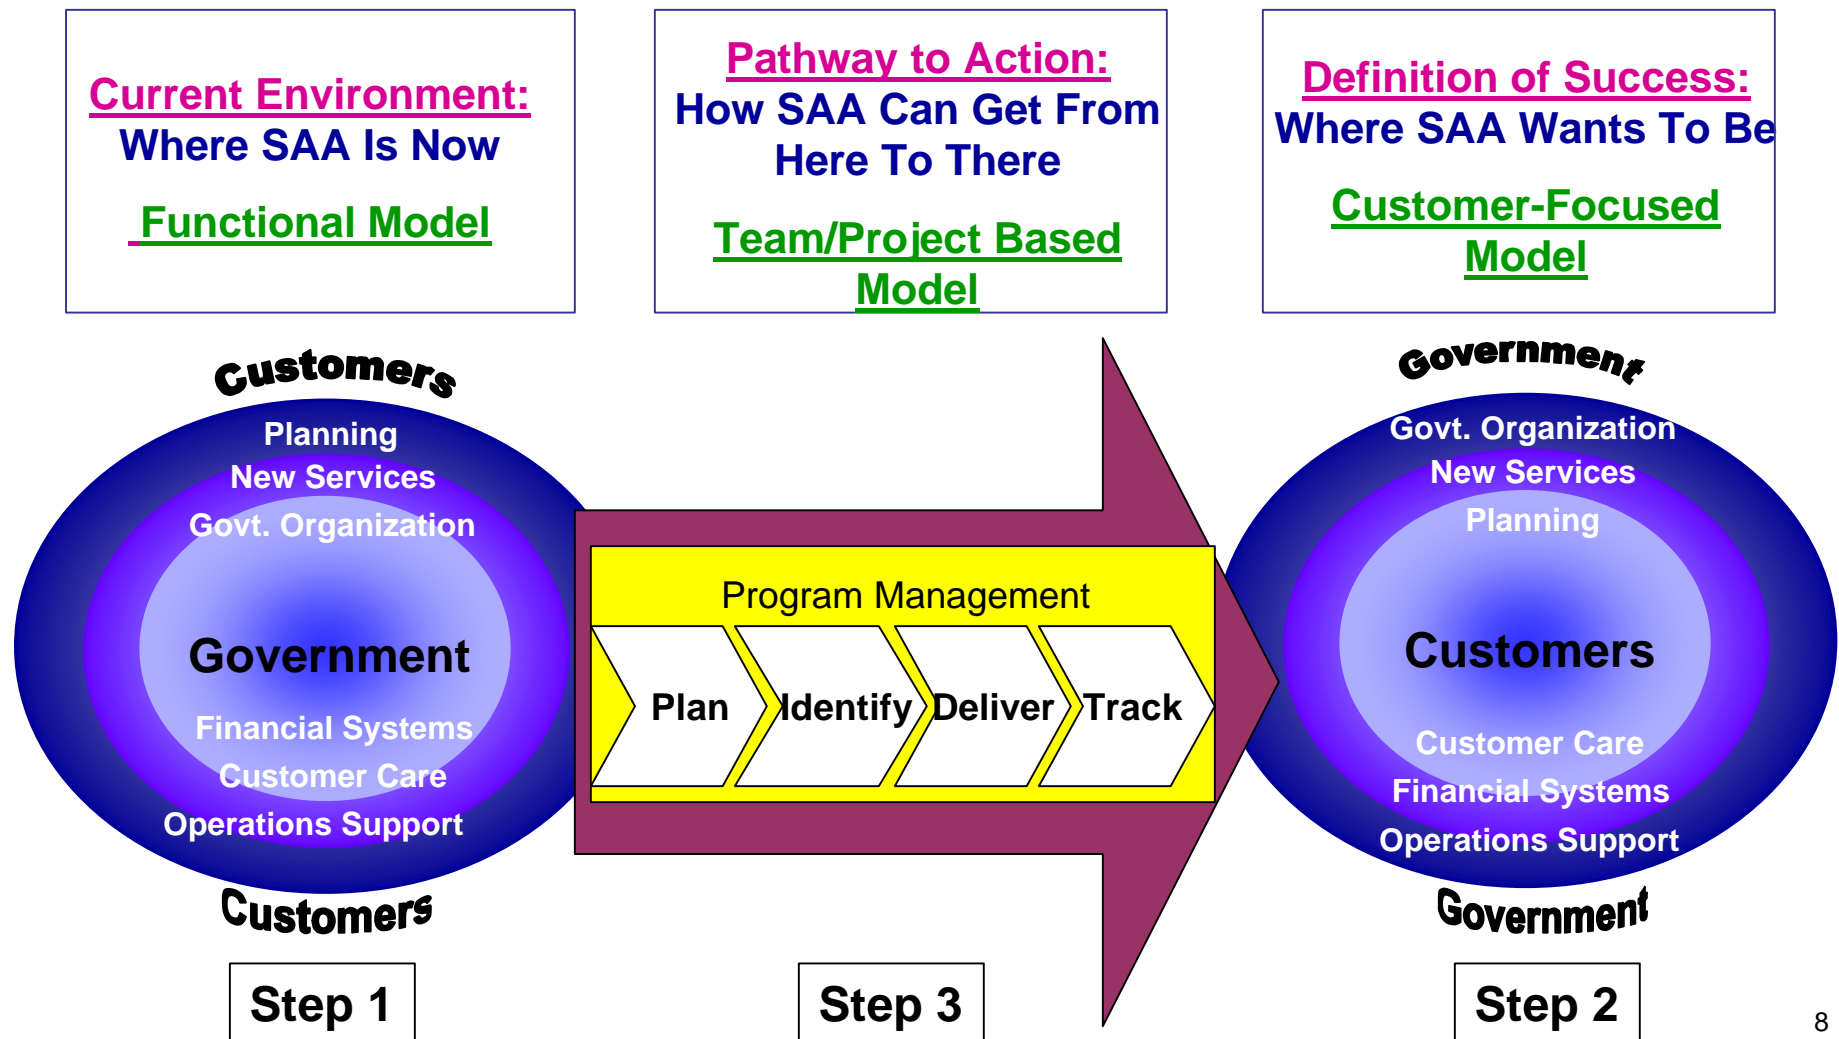 Current Environment:
Where SAA Is Now
Functional Model
Pathway to Action:
How SAA Can Get From
Here To There
Team/Project Based
Model
Definition of Success:
Where SAA Wants To Be
Customer-Focused
Model
Customers
Planning
New Services
Govt. Organization
Government
Financial Systems
Customer Care
Operations Support
Customers
Program Management
Plan
Identify
Deliver
Track
Government
Govt. Organization
New Services
Planning
Customers
Customer Care
Financial Systems
Operations Support
Government
Step 1
Step 3
Step 2
8